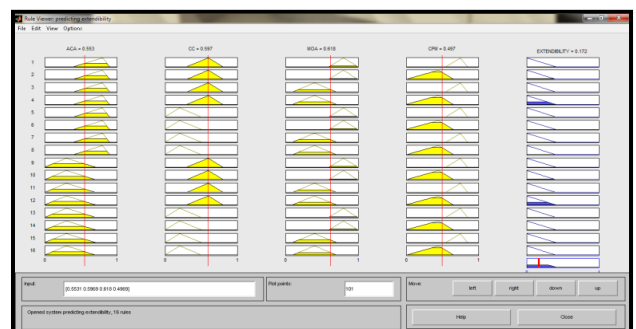 Rule Viewer: predicting extendibility
File Edit View Options
ACA = 0.553 CC = 0.597 MOA = 0.618 CPM = 0.497 EXTENDIBILITY = 0.172
1
2
3
4
5
6
7
8
9
10
11
12
13
14
15
16
0 1 0 1 0 1 0 1
0 1
Input: [0.5531 0.5969 0.618 0.4969] Plot points: 101 Move: left right down up
Opened system predicting extendibility, 16 rules Help Close